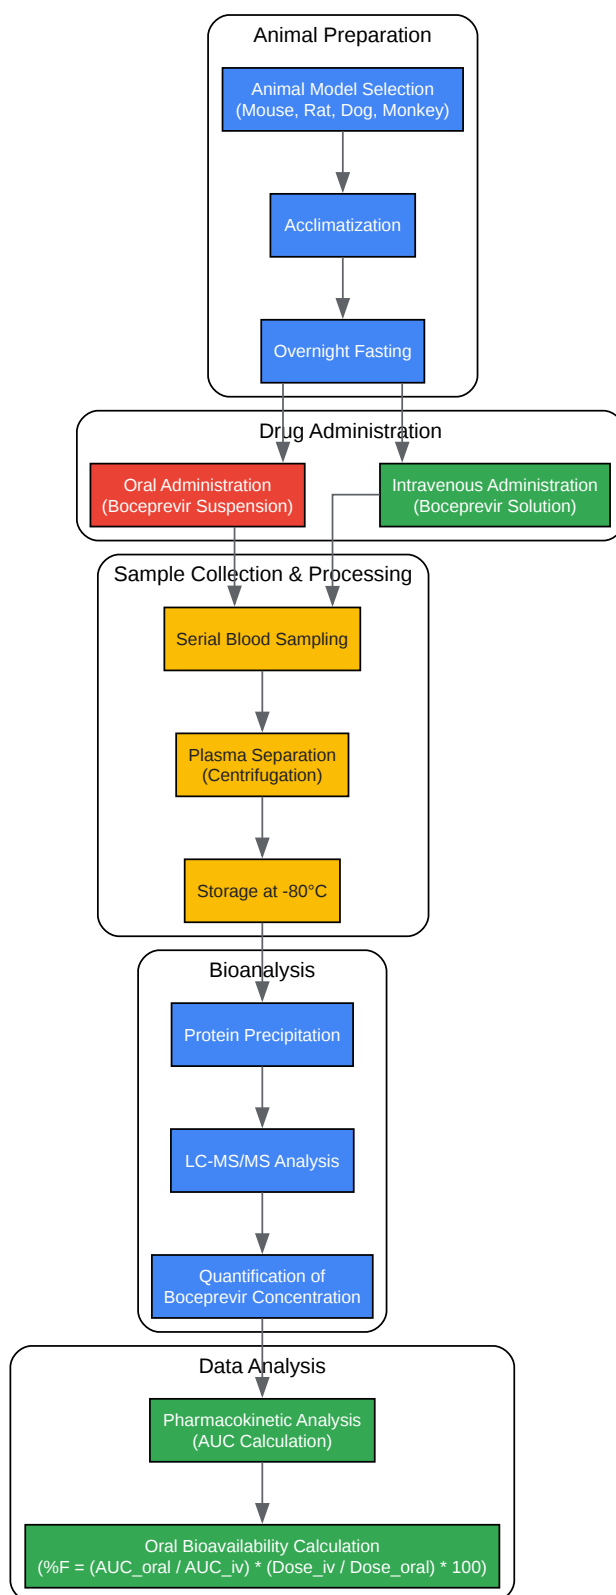 Animal Preparation
Animal Model Selection
(Mouse, Rat, Dog, Monkey)
Acclimatization
Overnight Fasting
Drug Administration
Oral Administration
(Boceprevir Suspension)
Intravenous Administration
(Boceprevir Solution)
Sample Collection & Processing
Serial Blood Sampling
Plasma Separation
(Centrifugation)
Storage at -80°C
Bioanalysis
Protein Precipitation
LC-MS/MS Analysis
Quantification of
Boceprevir Concentration
Data Analysis
Pharmacokinetic Analysis
(AUC Calculation)
Oral Bioavailability Calculation
(%F = (AUC_oral / AUC_iv) * (Dose_iv / Dose_oral) * 100)